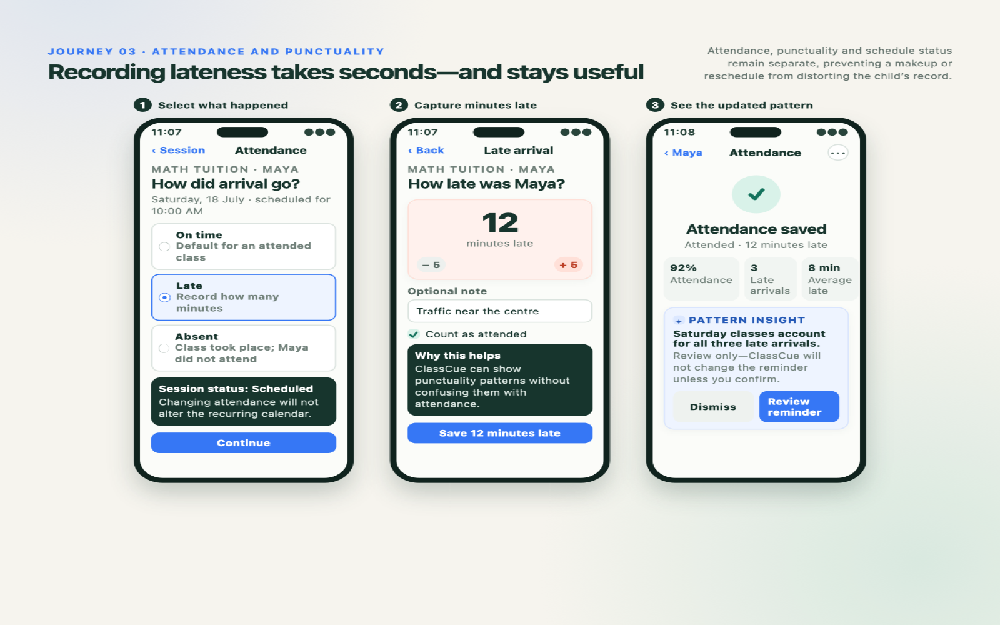 JOURNEY 03 · ATTENDANCE AND PUNCTUALITY
Recording lateness takes seconds—and stays useful
Attendance, punctuality and schedule status
remain separate, preventing a makeup or
reschedule from distorting the child's record.
1 Select what happened
11:07
‹ Session
Attendance
MATH TUITION · MAYA
How did arrival go?
Saturday, 18 July · scheduled for
10:00 AM
On time
Default for an attended
class
Late
Record how many
minutes
Absent
Class took place; Maya
did not attend
Session status: Scheduled
Changing attendance will not
alter the recurring calendar.
Continue
2 Capture minutes late
11:07
‹ Back
Late arrival
MATH TUITION · MAYA
How late was Maya?
12
minutes late
− 5
+ 5
Optional note
Traffic near the centre
Count as attended
Why this helps
ClassCue can show
punctuality patterns without
confusing them with
attendance.
Save 12 minutes late
3 See the updated pattern
11:08
‹ Maya
Attendance
Attendance saved
Attended · 12 minutes late
92%
Attendance
3
Late
arrivals
8 min
Average
late
PATTERN INSIGHT
Saturday classes account
for all three late arrivals.
Review only—ClassCue will
not change the reminder
unless you confirm.
Dismiss
Review
reminder